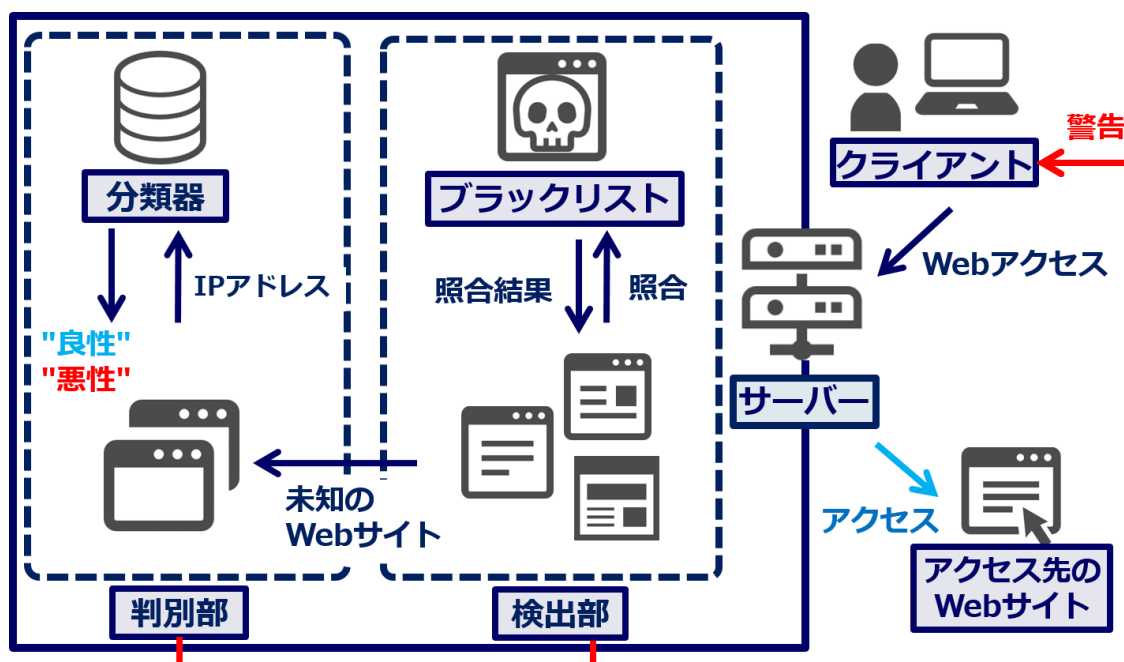 分類器
IPアドレス
"良性"
"悪性"
未知の
Webサイト
判別部
ブラックリスト
照合結果
照合
検出部
クライアント
警告
Webアクセス
サーバー
アクセス
アクセス先の
Webサイト